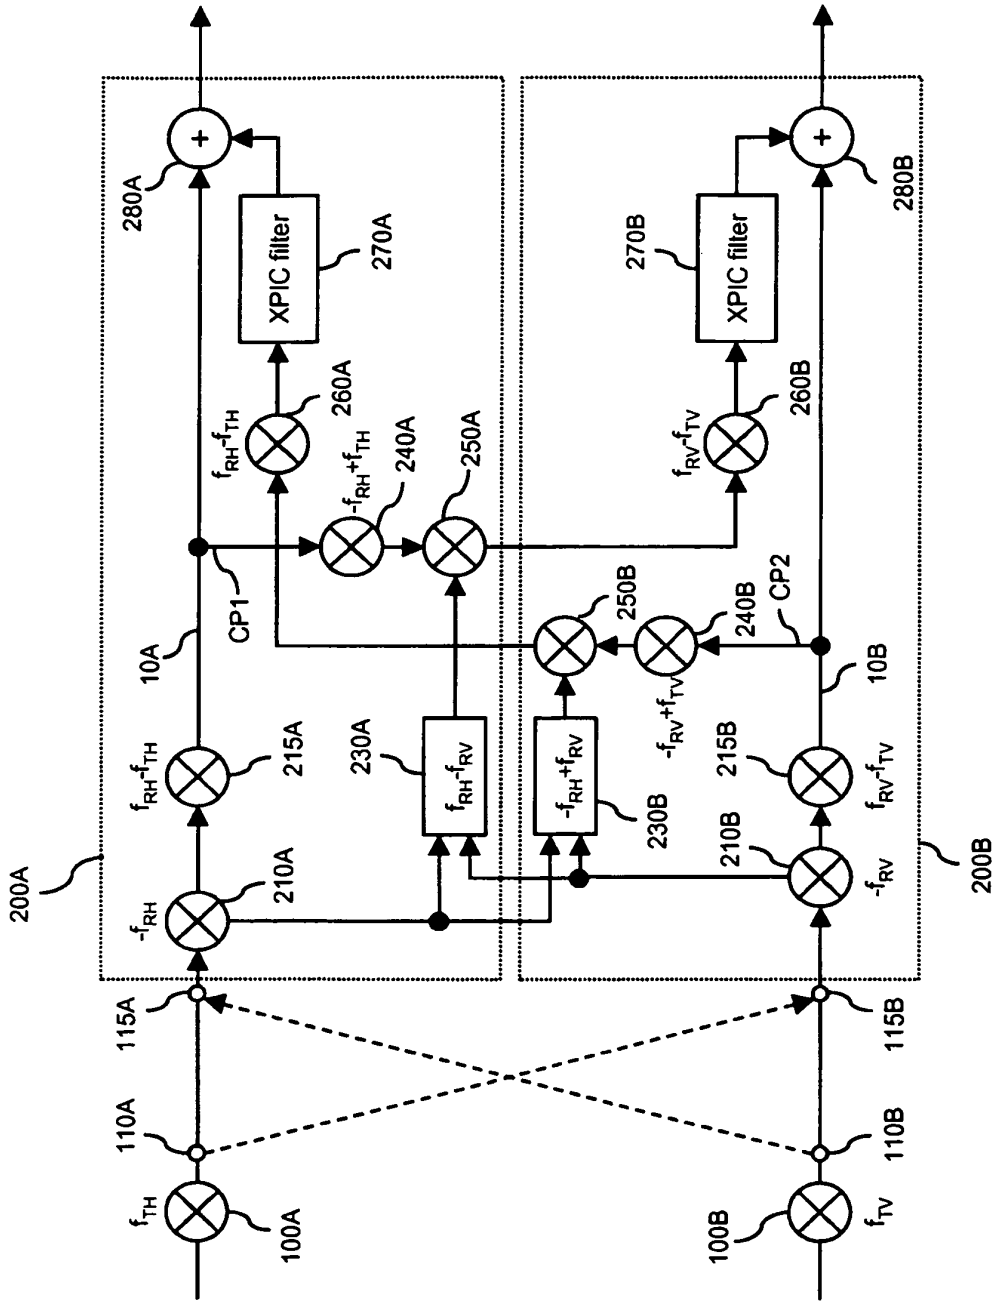 200A
f_TH
100A
110A
115A
-f_RH
210A
f_RH-f_TH
215A
10A
CP1
280A
+
XPIC filter
270A
f_RH-f_TH
260A
-f_RH+f_TH
240A
250A
230A
f_RH-f_RV
-f_RH+f_RV
230B
250B
-f_RV+f_TV
240B
CP2
f_RV-f_TV
260B
270B
XPIC filter
+
280B
100B
f_TV
110B
115B
210B
-f_RV
215B
f_RV-f_TV
10B
200B